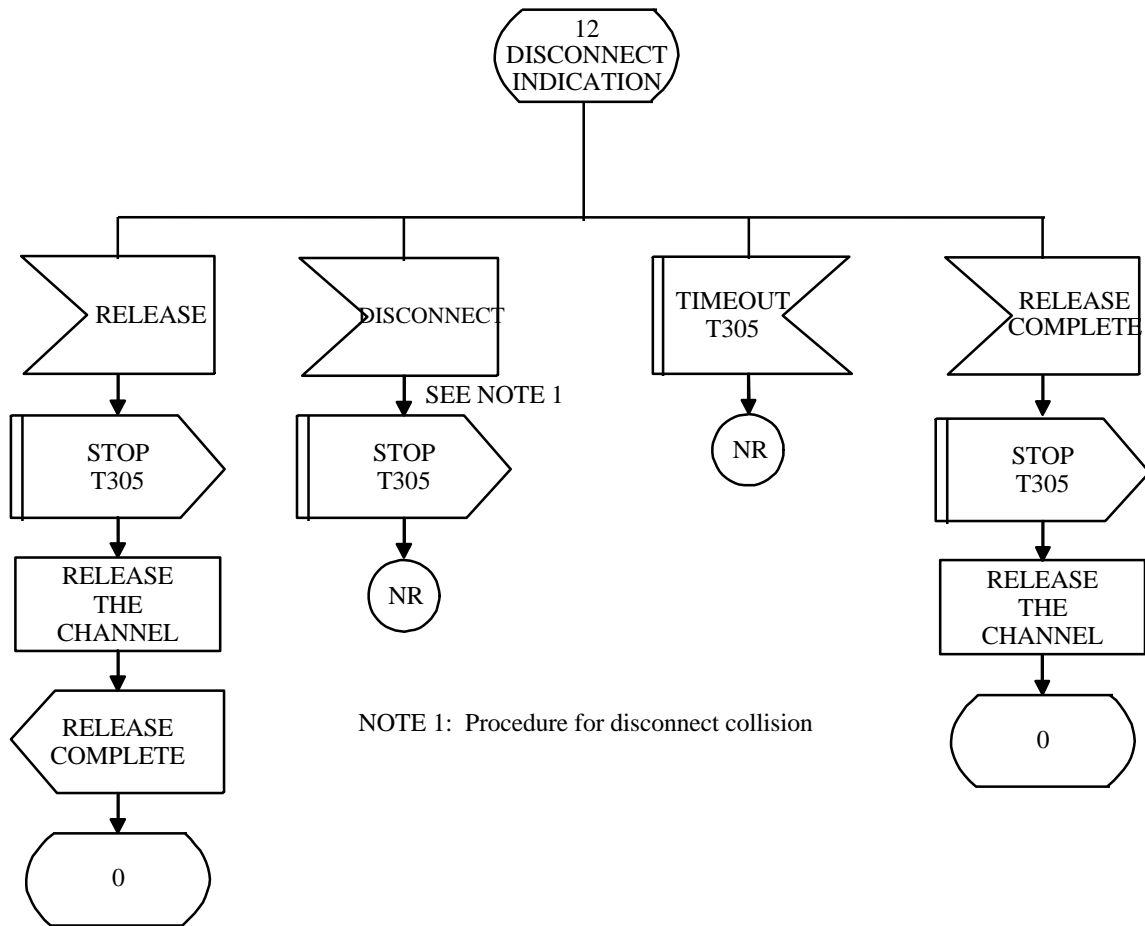 12
DISCONNECT
INDICATION
RELEASE
DISCONNECT
TIMEOUT
T305
RELEASE
COMPLETE
SEE NOTE 1
STOP
T305
STOP
T305
NR
STOP
T305
RELEASE
THE
CHANNEL
NR
RELEASE
THE
CHANNEL
RELEASE
COMPLETE
NOTE 1: Procedure for disconnect collision
0
0